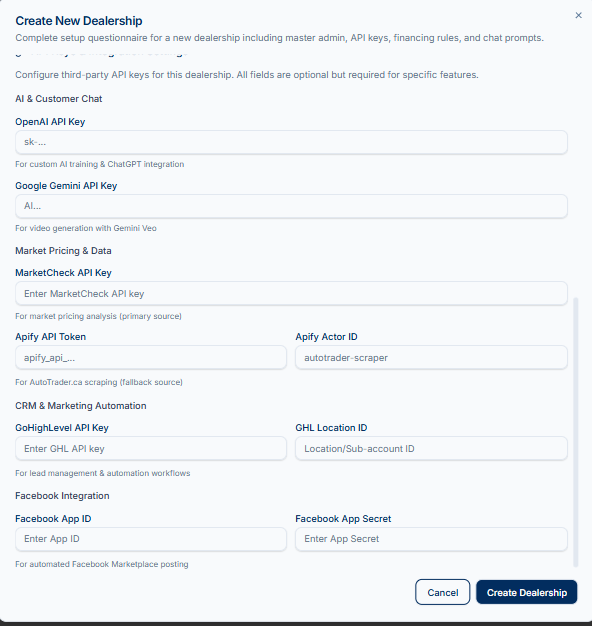 Create New Dealership
Complete setup questionnaire for a new dealership including master admin, API keys, financing rules, and chat prompts.
Configure third-party API keys for this dealership. All fields are optional but required for specific features.
AI & Customer Chat
OpenAI API Key
sk-...
For custom AI training & ChatGPT integration
Google Gemini API Key
AI...
For video generation with Gemini Veo
Market Pricing & Data
MarketCheck API Key
Enter MarketCheck API key
For market pricing analysis (primary source)
Apify API Token
Apify Actor ID
apify_api_...
autotrader-scraper
For AutoTrader.ca scraping (fallback source)
CRM & Marketing Automation
GoHighLevel API Key
GHL Location ID
Enter GHL API key
Location/Sub-account ID
For lead management & automation workflows
Facebook Integration
Facebook App ID
Facebook App Secret
Enter App ID
Enter App Secret
For automated Facebook Marketplace posting
Cancel
Create Dealership